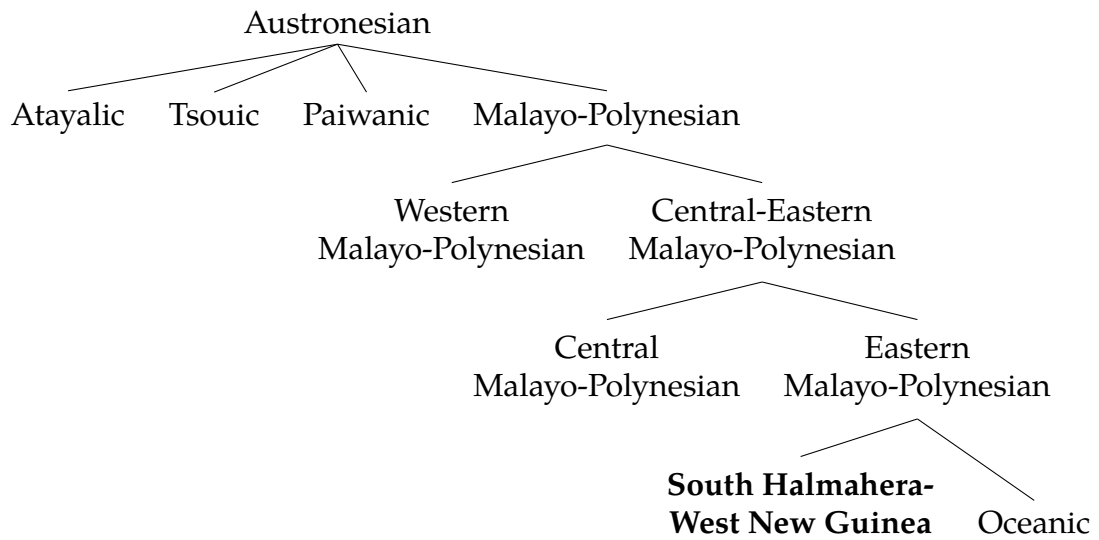 Austronesian
Atayalic Tsouic Paiwanic Malayo-Polynesian
Western Central-Eastern
Malayo-Polynesian Malayo-Polynesian
Central Eastern
Malayo-Polynesian Malayo-Polynesian
South Halmahera-
West New Guinea Oceanic